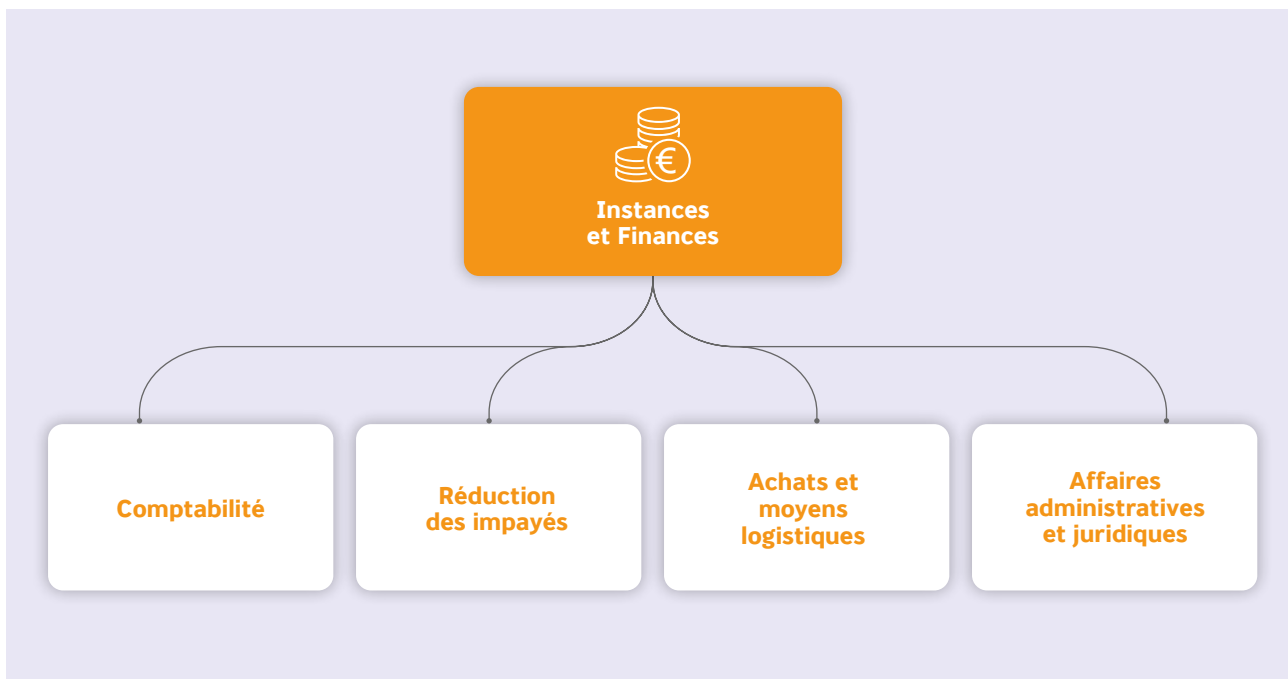 €
Instances
et Finances
Comptabilité
Réduction
des impayés
Achats et
moyens
logistiques
Affaires
administratives
et juridiques